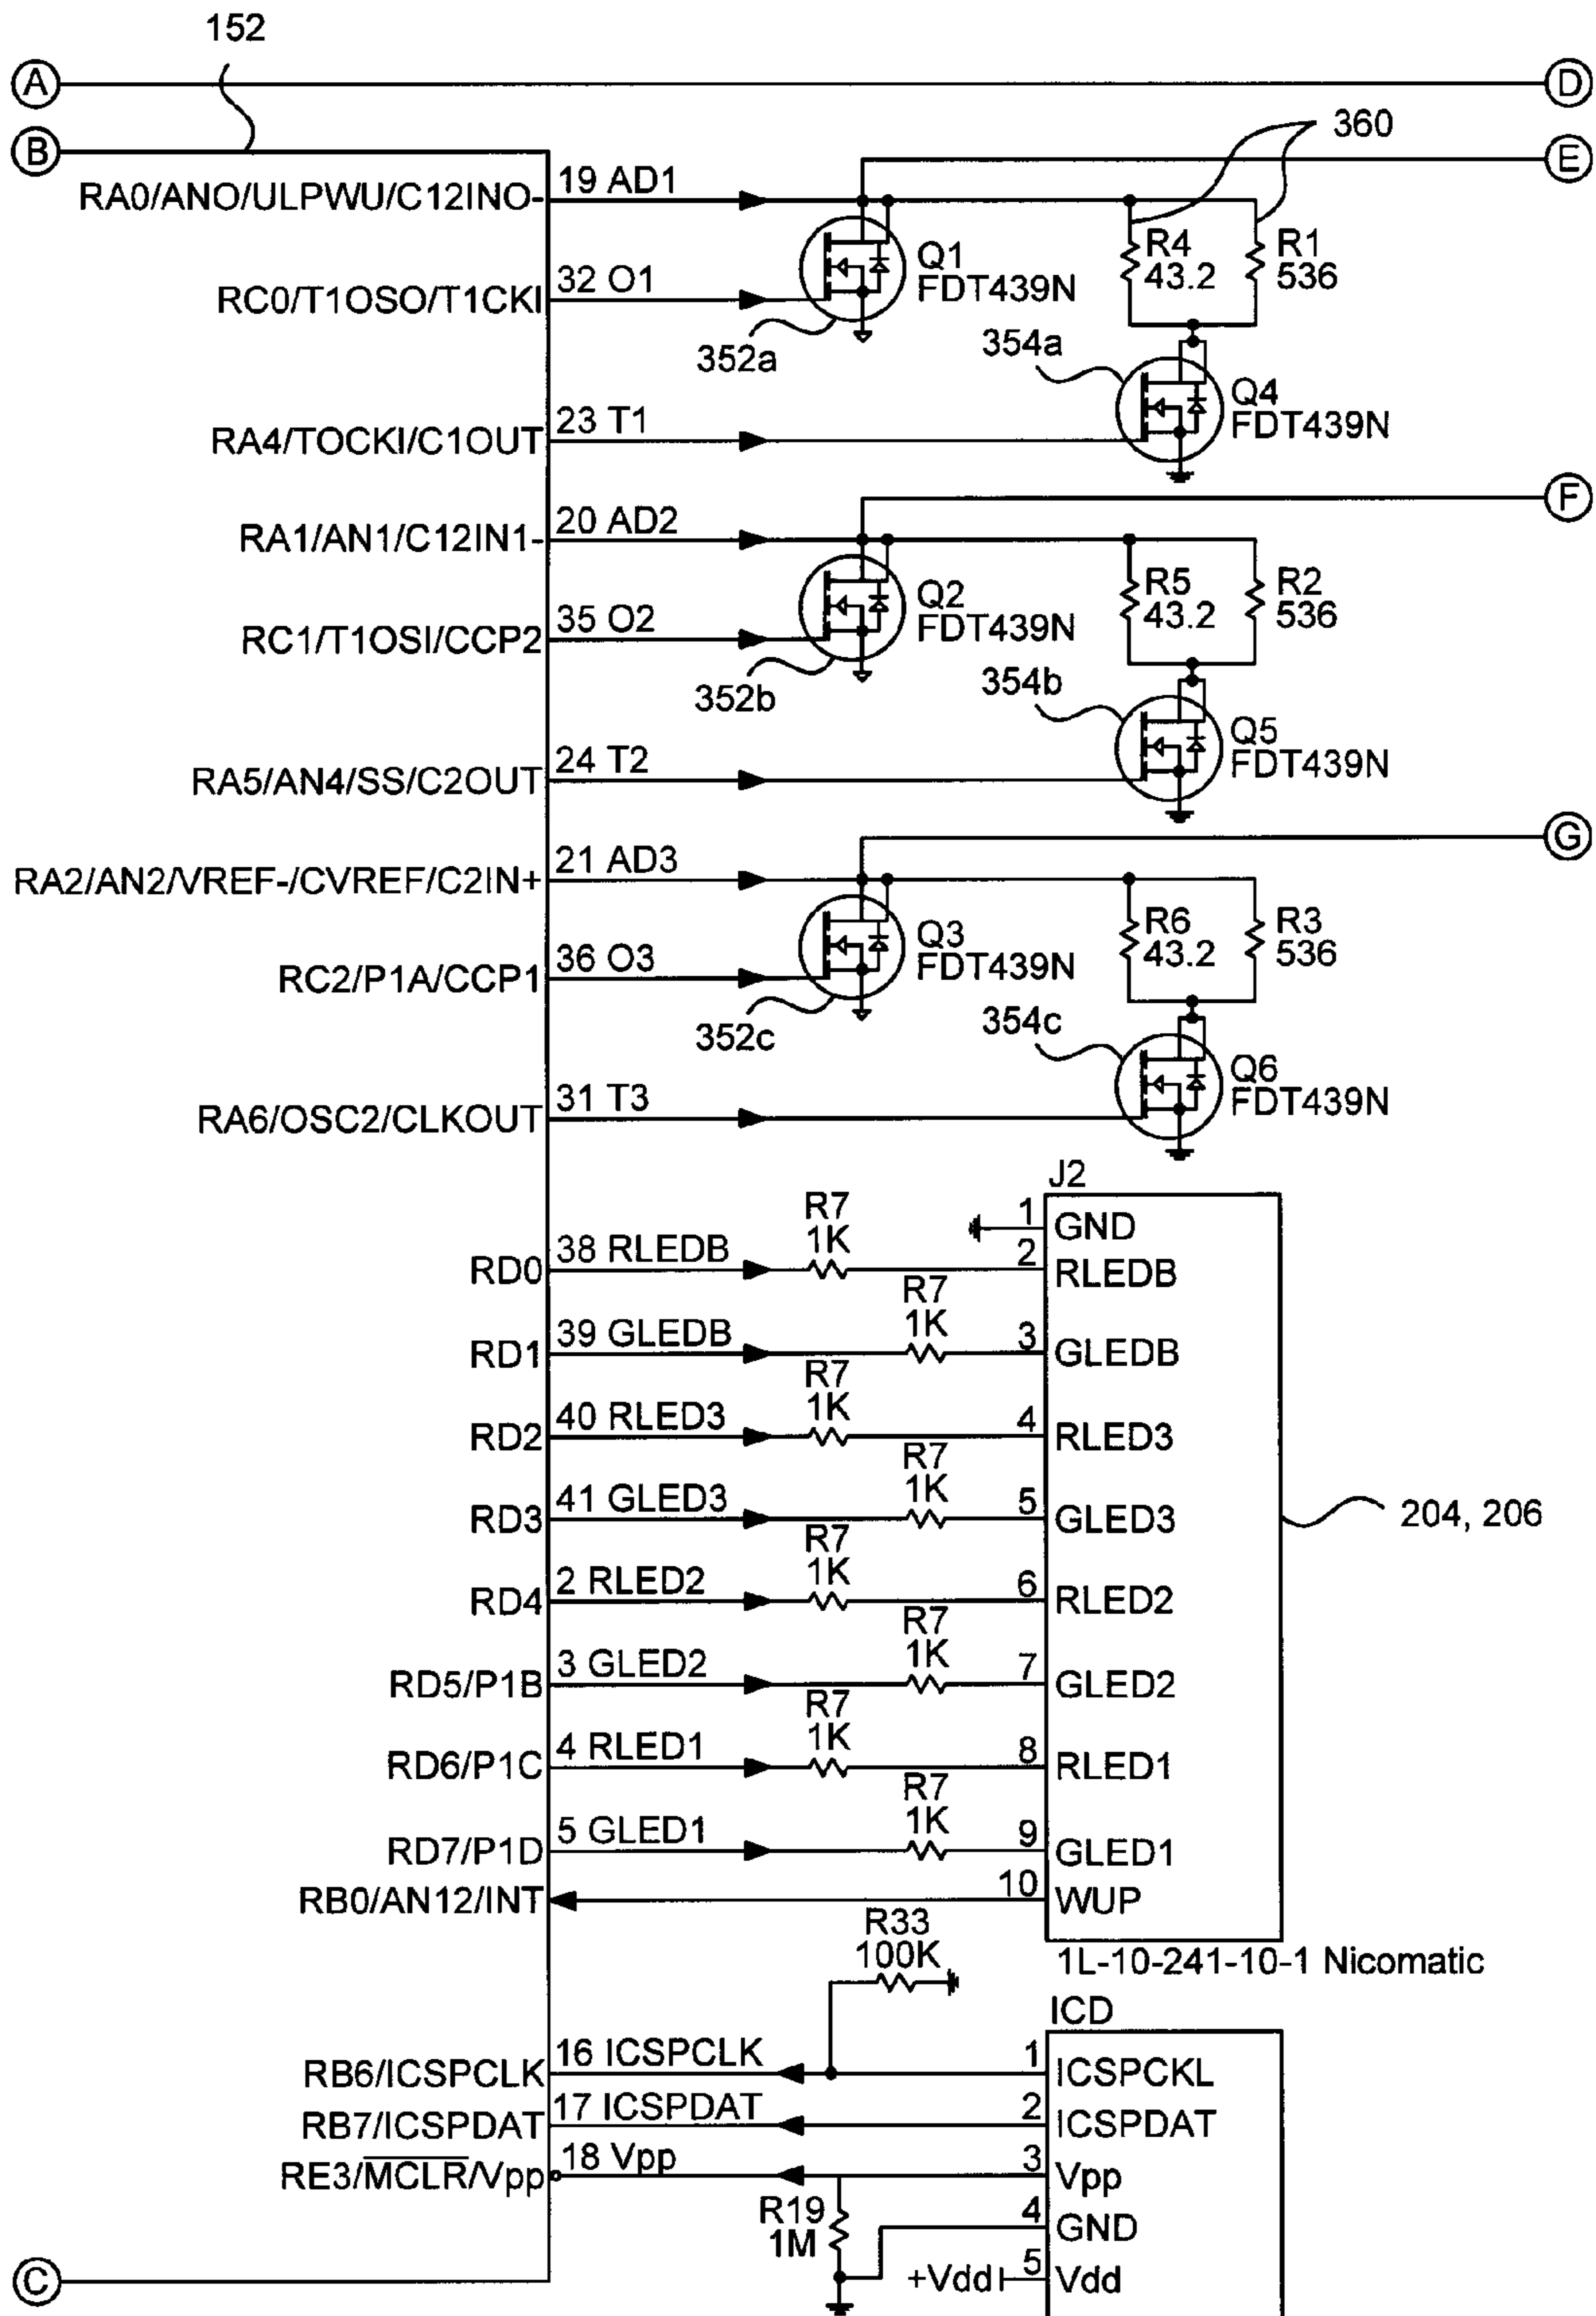 152
A
D
B
360
E
RA0/ANO/ULPWU/C12INO-
19 AD1
R4
43.2
R1
536
Q1
FDT439N
RC0/T1OSO/T1CKI
32 O1
352a
354a
Q4
FDT439N
RA4/TOCKI/C1OUT
23 T1
F
RA1/AN1/C12IN1-
20 AD2
R5
43.2
R2
536
Q2
FDT439N
RC1/T1OSI/CCP2
35 O2
352b
354b
Q5
FDT439N
RA5/AN4/SS/C2OUT
24 T2
G
RA2/AN2/VREF-/CVREF/C2IN+
21 AD3
R6
43.2
R3
536
Q3
FDT439N
RC2/P1A/CCP1
36 O3
352c
354c
Q6
FDT439N
RA6/OSC2/CLKOUT
31 T3
J2
1
GND
R7
1K
RD0
38 RLEDB
2
RLEDB
R7
1K
RD1
39 GLEDB
3
GLEDB
R7
1K
RD2
40 RLED3
4
RLED3
R7
1K
RD3
41 GLED3
5
GLED3
204, 206
R7
1K
RD4
2 RLED2
6
RLED2
R7
1K
RD5/P1B
3 GLED2
7
GLED2
R7
1K
RD6/P1C
4 RLED1
8
RLED1
R7
1K
RD7/P1D
5 GLED1
9
GLED1
RB0/AN12/INT
10
WUP
1L-10-241-10-1 Nicomatic
R33
100K
ICD
RB6/ICSPCLK
16 ICSPCLK
1
ICSPCKL
RB7/ICSPDAT
17 ICSPDAT
2
ICSPDAT
RE3/MCLR/Vpp
18 Vpp
3
Vpp
R19
1M
4
GND
C
+Vdd
5
Vdd